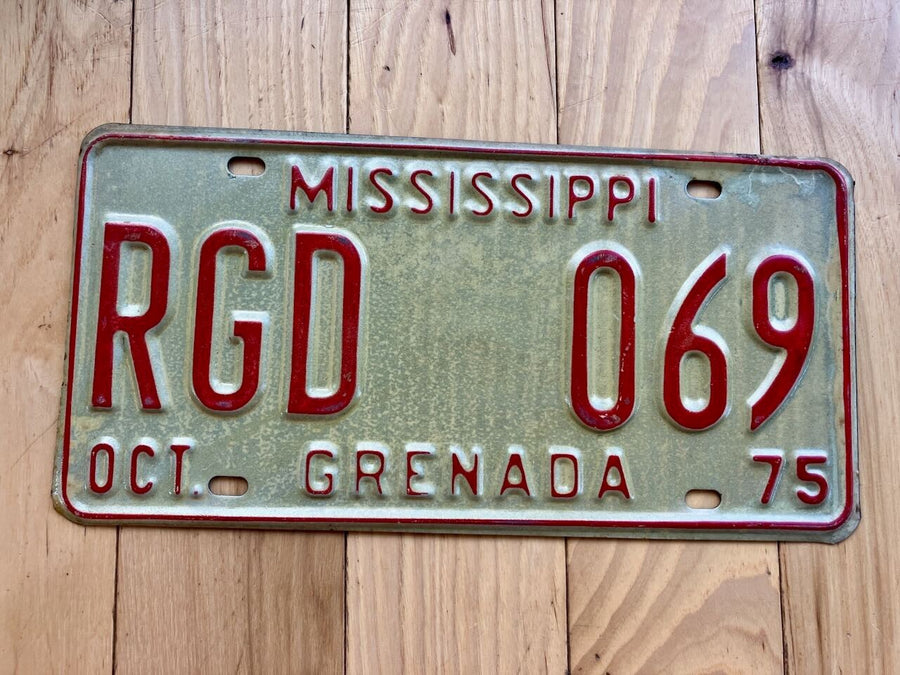 MISSISSIPPI
RGD 069
OCT. GRENADA 75